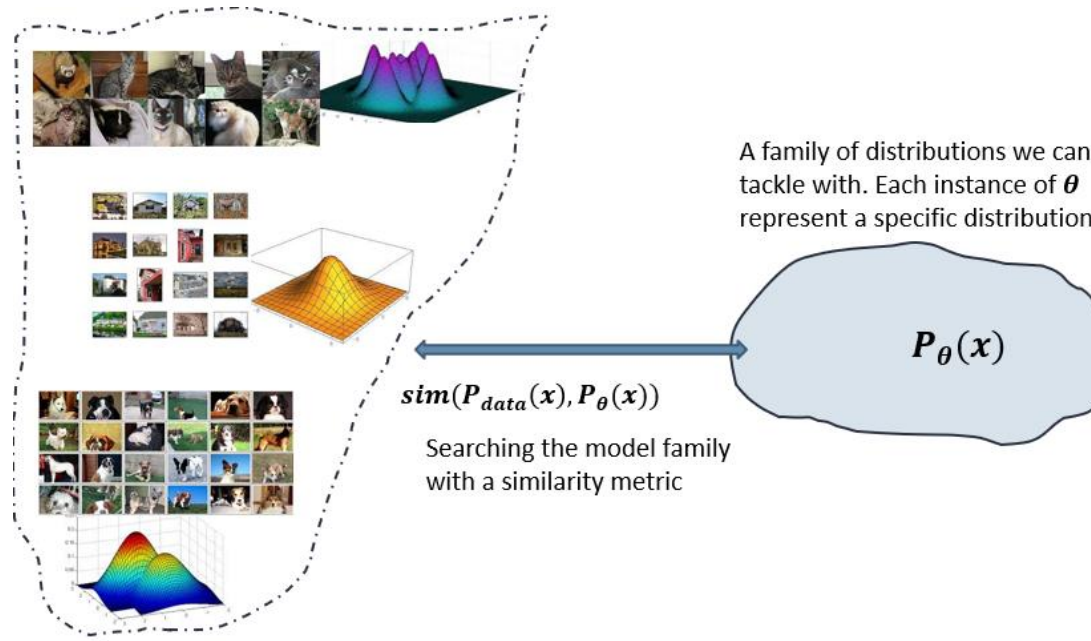 A family of distributions we can
tackle with. Each instance of θ
represent a specific distribution
P_θ(x)
sim(P_data(x), P_θ(x))
Searching the model family
with a similarity metric